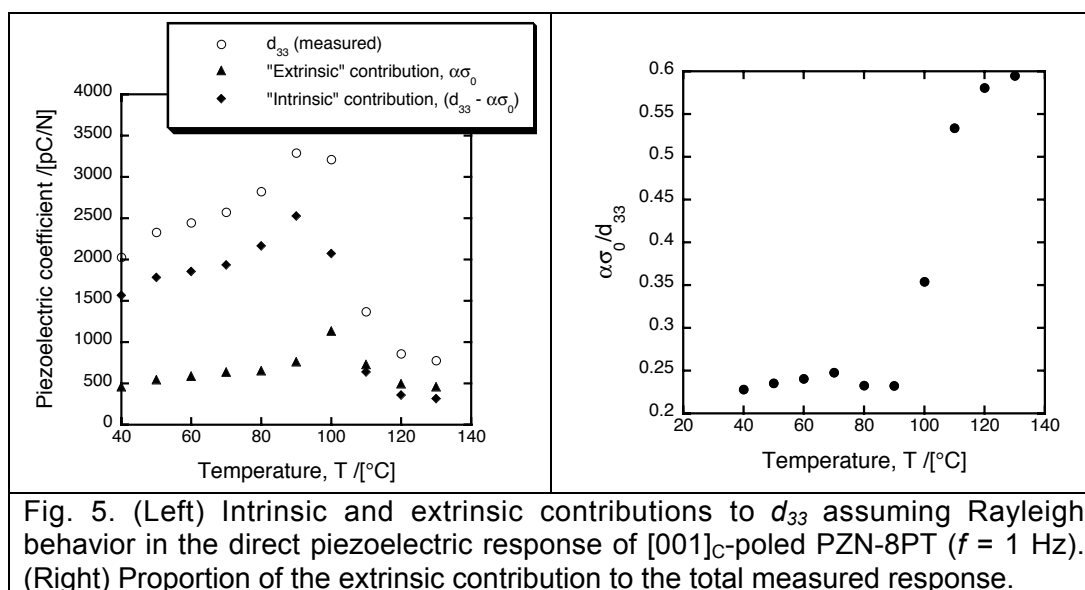 d33 (measured)
"Extrinsic" contribution, ασ0
"Intrinsic" contribution, (d33 - ασ0)
Piezoelectric coefficient /[pC/N]
4000
3500
3000
2500
2000
1500
1000
500
0
40 60 80 100 120 140
Temperature, T /[°C]
ασ0/d33
0.6
0.55
0.5
0.45
0.4
0.35
0.3
0.25
0.2
20 40 60 80 100 120 140
Temperature, T /[°C]
Fig. 5. (Left) Intrinsic and extrinsic contributions to d33 assuming Rayleigh
behavior in the direct piezoelectric response of [001]C-poled PZN-8PT (f = 1 Hz).
(Right) Proportion of the extrinsic contribution to the total measured response.